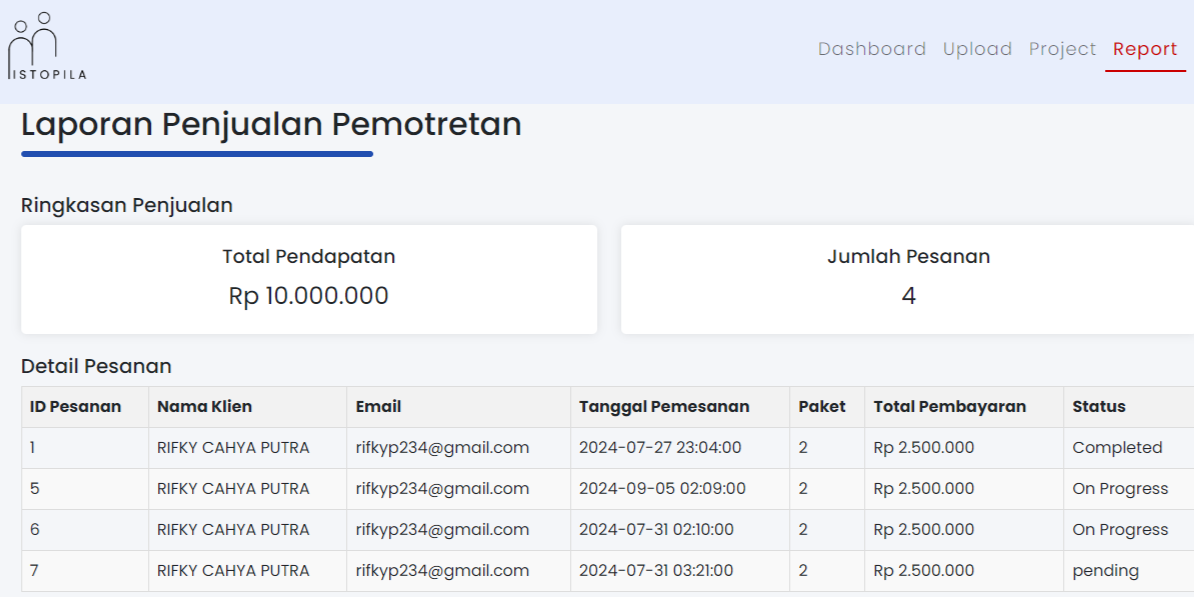 ISTOPILA
Dashboard Upload Project Report
Laporan Penjualan Pemotretan
Ringkasan Penjualan
Total Pendapatan
Rp 10.000.000
Jumlah Pesanan
4
Detail Pesanan
ID Pesanan Nama Klien Email Tanggal Pemesanan Paket Total Pembayaran Status
1 RIFKY CAHYA PUTRA rifkyp234@gmail.com 2024-07-27 23:04:00 2 Rp 2.500.000 Completed
5 RIFKY CAHYA PUTRA rifkyp234@gmail.com 2024-09-05 02:09:00 2 Rp 2.500.000 On Progress
6 RIFKY CAHYA PUTRA rifkyp234@gmail.com 2024-07-31 02:10:00 2 Rp 2.500.000 On Progress
7 RIFKY CAHYA PUTRA rifkyp234@gmail.com 2024-07-31 03:21:00 2 Rp 2.500.000 pending